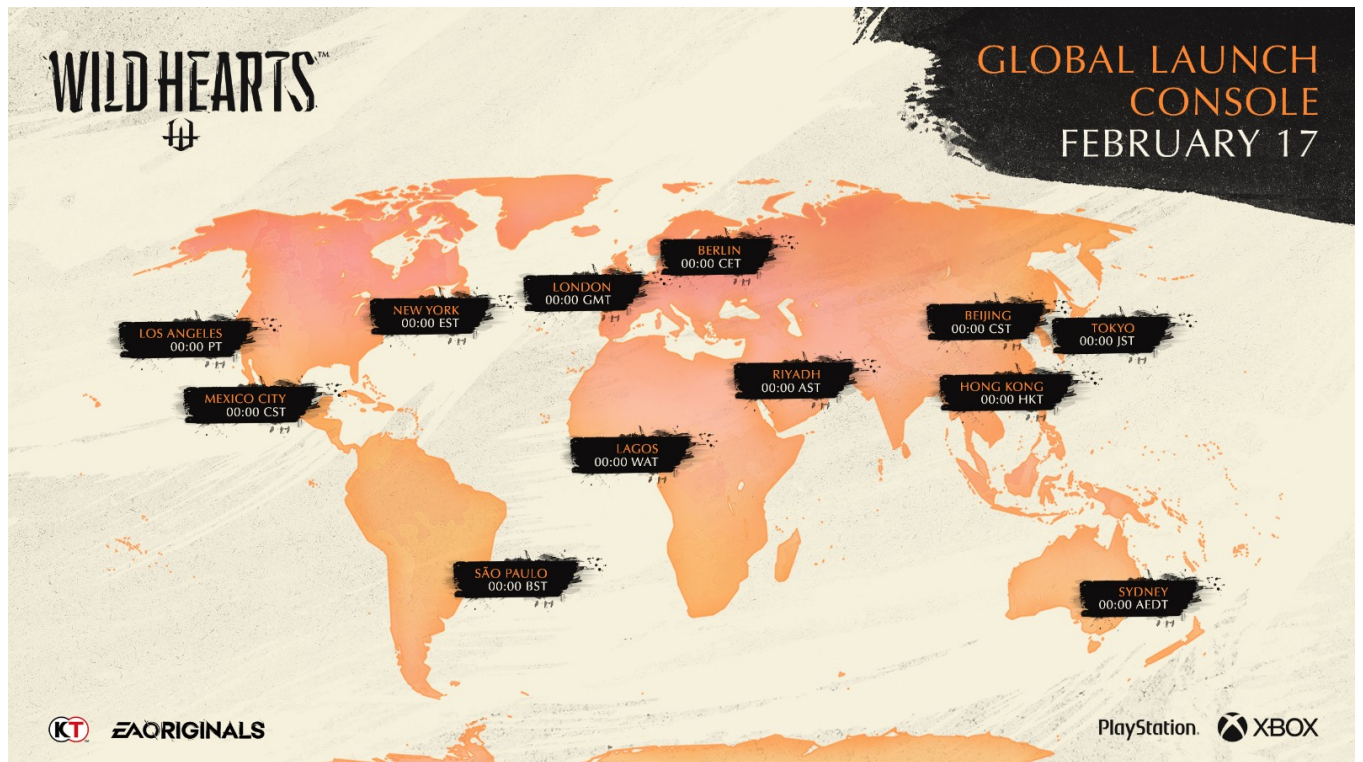 WILD HEARTS™
GLOBAL LAUNCH
CONSOLE
FEBRUARY 17
BERLIN
00:00 CET
LONDON
00:00 GMT
NEW YORK
00:00 EST
LOS ANGELES
00:00 PT
MEXICO CITY
00:00 CST
BEIJING
00:00 CST
TOKYO
00:00 JST
RIYADH
00:00 AST
HONG KONG
00:00 HKT
LAGOS
00:00 WAT
SÃO PAULO
00:00 BST
SYDNEY
00:00 AEDT
KT EA ORIGINALS
PlayStation. XBOX